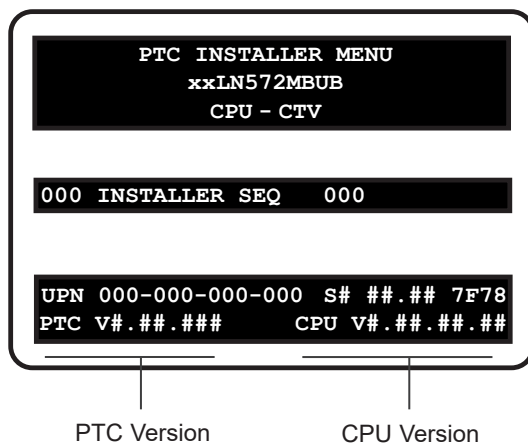 PTC INSTALLER MENU
xxLN572MBUB
CPU – CTV
000 INSTALLER SEQ 000
UPN 000-000-000-000 S# ##.## 7F78
PTC V#.##.### CPU V#.##.##.##
PTC Version CPU Version